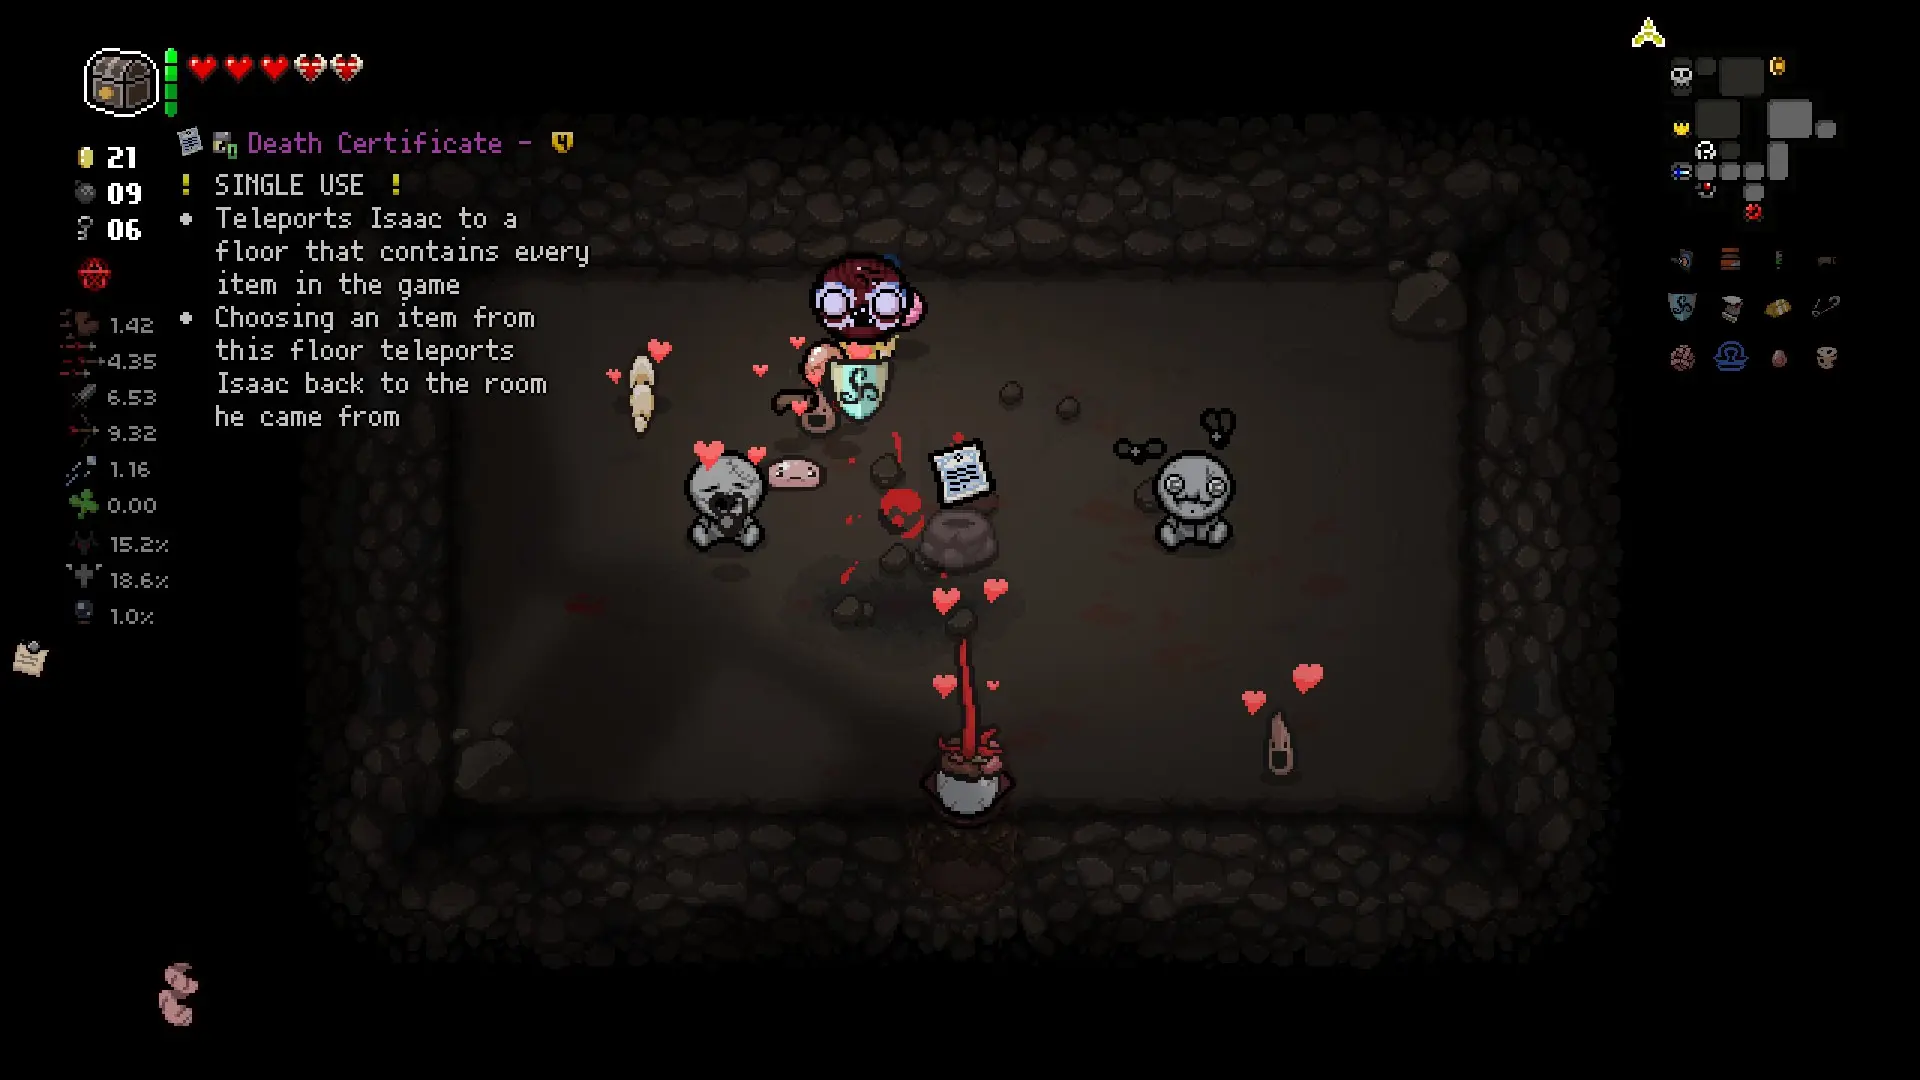 21
09
06
1.42
4.35
6.53
9.32
1.16
0.00
15.2%
18.6%
1.0%
Death Certificate - 4
! SINGLE USE !
• Teleports Isaac to a
floor that contains every
item in the game
• Choosing an item from
this floor teleports
Isaac back to the room
he came from